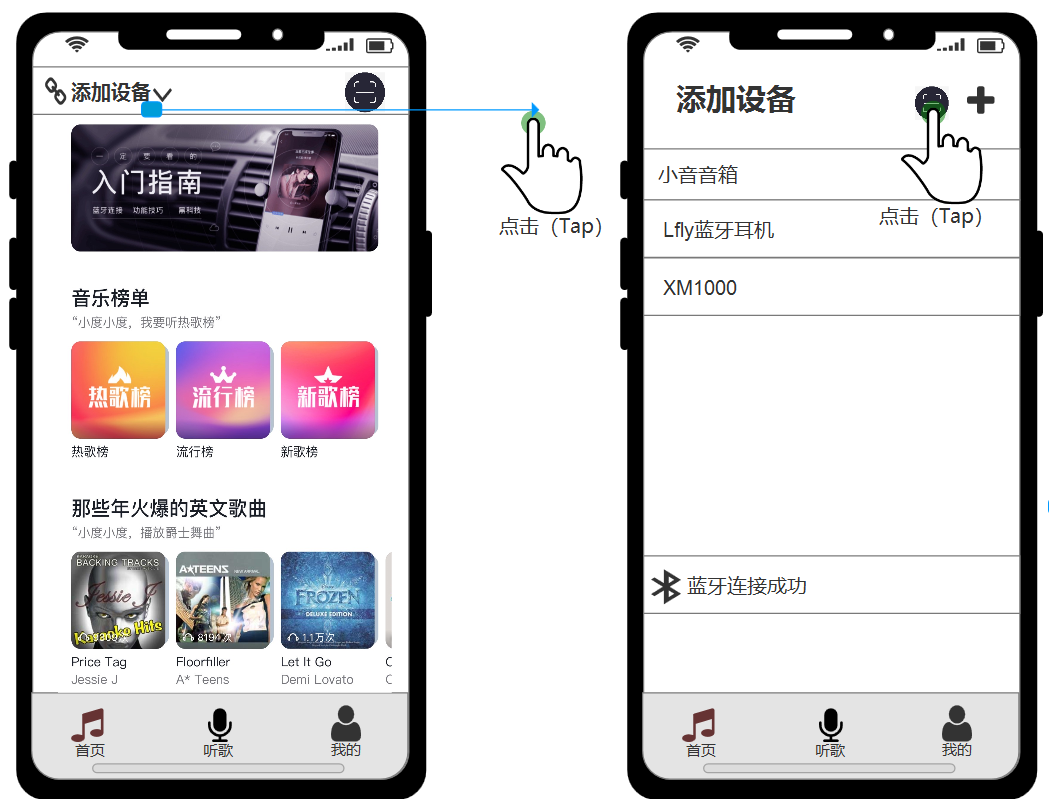 添加设备
一定要看的
入门指南
蓝牙连接 功能技巧 黑科技
音乐榜单
“小度小度，我要听热歌榜”
热歌榜
流行榜
新歌榜
热歌榜
流行榜
新歌榜
那些年火爆的英文歌曲
“小度小度，播放爵士舞曲”
KARAOKE
BACKING TRACKS
Jessie J
Karaoke Hits
A★TEENS
NEW ARRIVAL
8194次
FROZEN
DELUXE EDITION
1.1万次
Price Tag
Jessie J
Floorfiller
A* Teens
Let It Go
Demi Lovato
C
C
首页
听歌
我的
点击（Tap）
添加设备
点击（Tap）
小音音箱
Lfly蓝牙耳机
XM1000
蓝牙连接成功
首页
听歌
我的